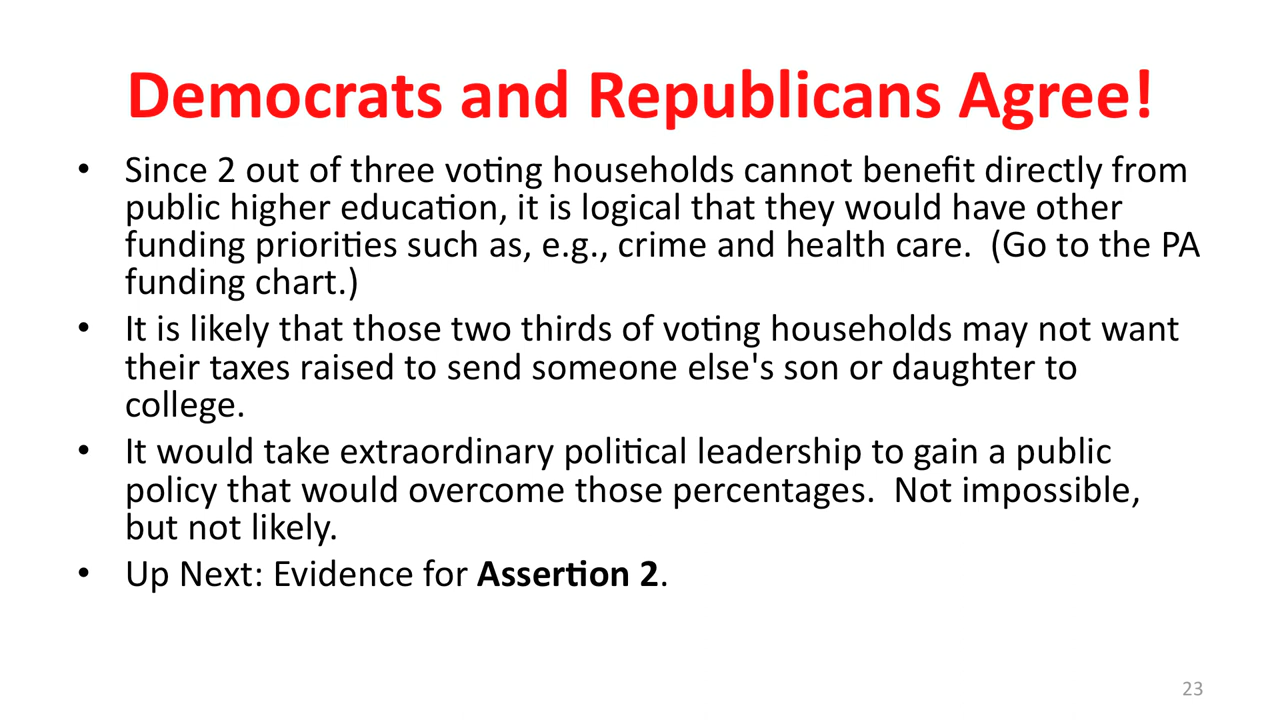 Democrats and Republicans Agree!
• Since 2 out of three voting households cannot benefit directly from
public higher education, it is logical that they would have other
funding priorities such as, e.g., crime and health care.  (Go to the PA
funding chart.)
• It is likely that those two thirds of voting households may not want
their taxes raised to send someone else's son or daughter to
college.
• It would take extraordinary political leadership to gain a public
policy that would overcome those percentages.  Not impossible,
but not likely.
• Up Next: Evidence for Assertion 2.
23